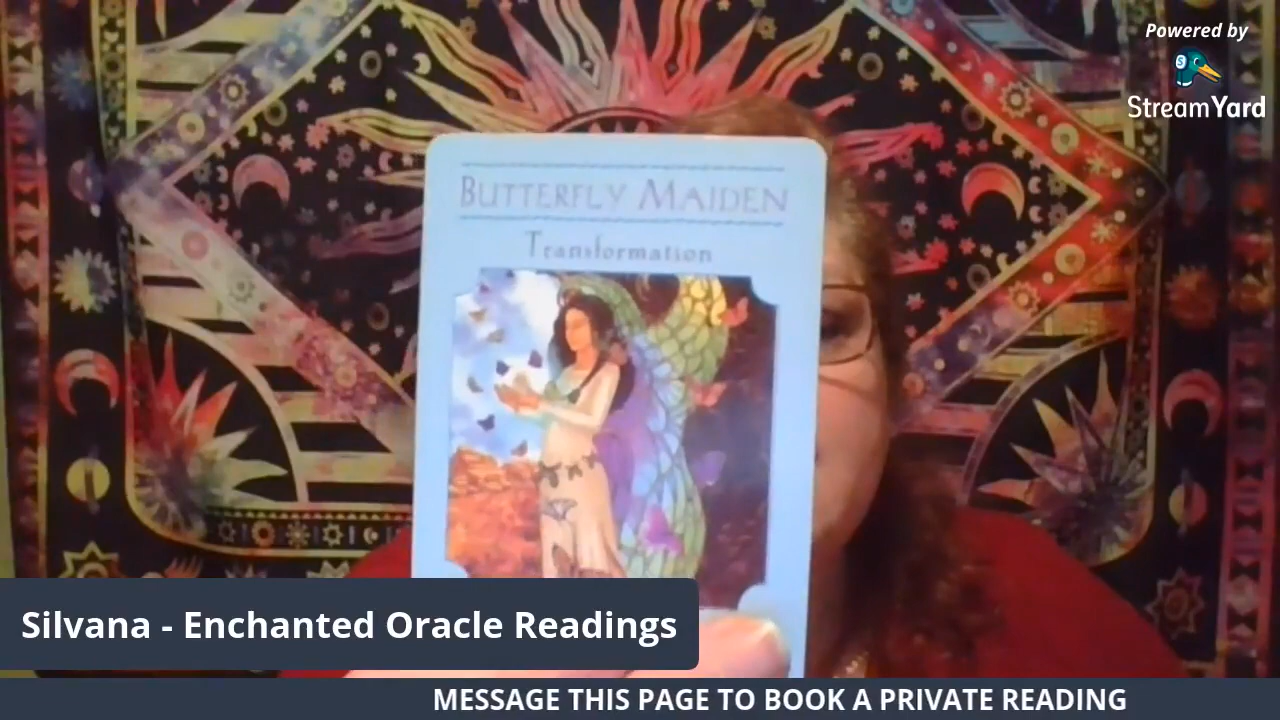 Powered by
StreamYard
BUTTERFLY MAIDEN
Transformation
Silvana - Enchanted Oracle Readings
MESSAGE THIS PAGE TO BOOK A PRIVATE READING